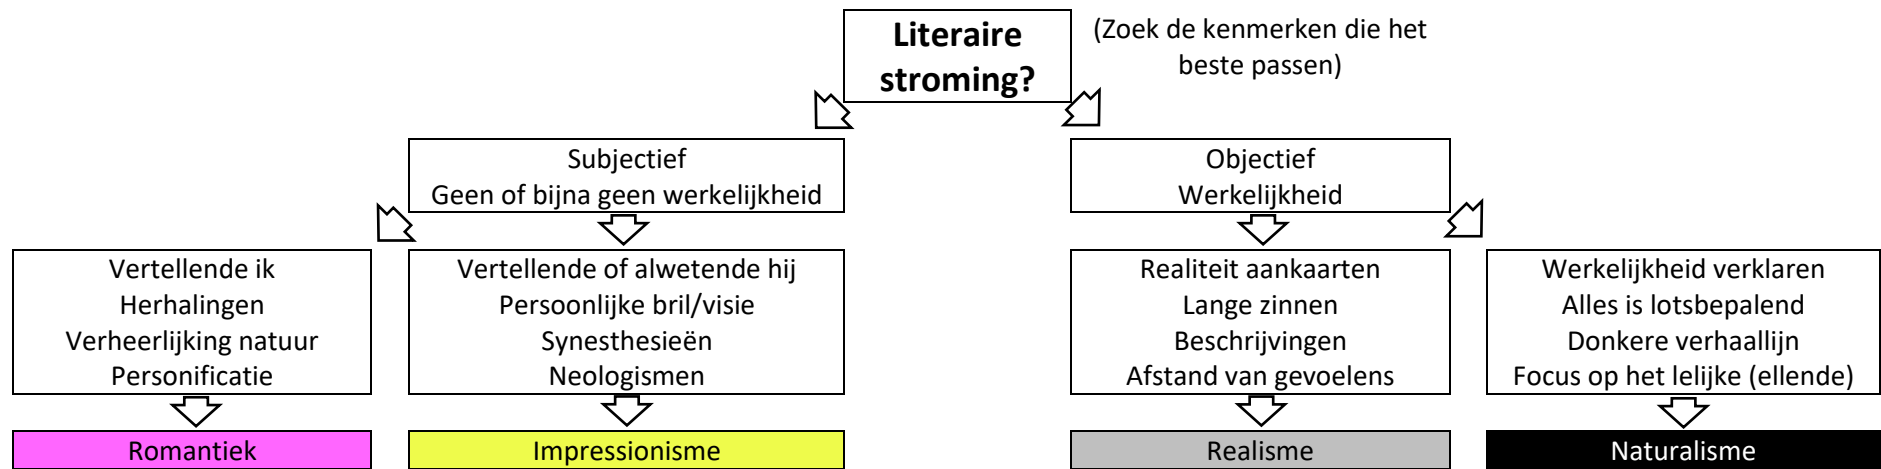 Literaire
stroming?
(Zoek de kenmerken die het
beste passen)
Subjectief
Geen of bijna geen werkelijkheid
Objectief
Werkelijkheid
Vertellende ik
Herhalingen
Verheerlijking natuur
Personificatie
Vertellende of alwetende hij
Persoonlijke bril/visie
Synesthesieën
Neologismen
Realiteit aankaarten
Lange zinnen
Beschrijvingen
Afstand van gevoelens
Werkelijkheid verklaren
Alles is lotsbepalend
Donkere verhaallijn
Focus op het lelijke (ellende)
Romantiek
Impressionisme
Realisme
Naturalisme